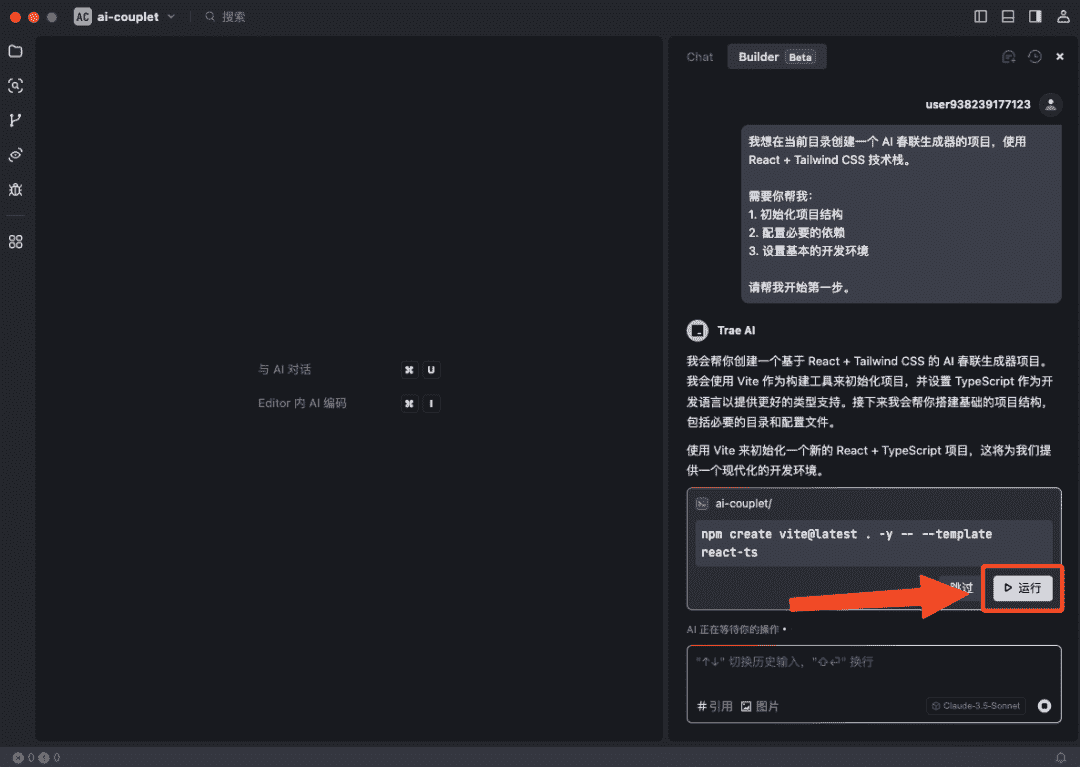 AC ai-couplet
搜索
Chat
Builder Beta
user938239177123
我想在当前目录创建一个 AI 春联生成器的项目，使用
React + Tailwind CSS 技术栈。
需要你帮我：
1. 初始化项目结构
2. 配置必要的依赖
3. 设置基本的开发环境
请帮我开始第一步。
Trae AI
我会帮你创建一个基于 React + Tailwind CSS 的 AI 春联生成器项目。
我会使用 Vite 作为构建工具来初始化项目，并设置 TypeScript 作为开
发语言以提供更好的类型支持。接下来我会帮你搭建基础的项目结构，
包括必要的目录和配置文件。
使用 Vite 来初始化一个新的 React + TypeScript 项目，这将为我们提
供一个现代化的开发环境。
ai-couplet/
npm create vite@latest . -y -- --template
react-ts
跳过
运行
AI 正在等待你的操作
"↑↓" 切换历史输入，"⇧⏎" 换行
#引用 图片
Claude-3.5-Sonnet
与 AI 对话 ⌘ U
Editor 内 AI 编码 ⌘ I
0 0